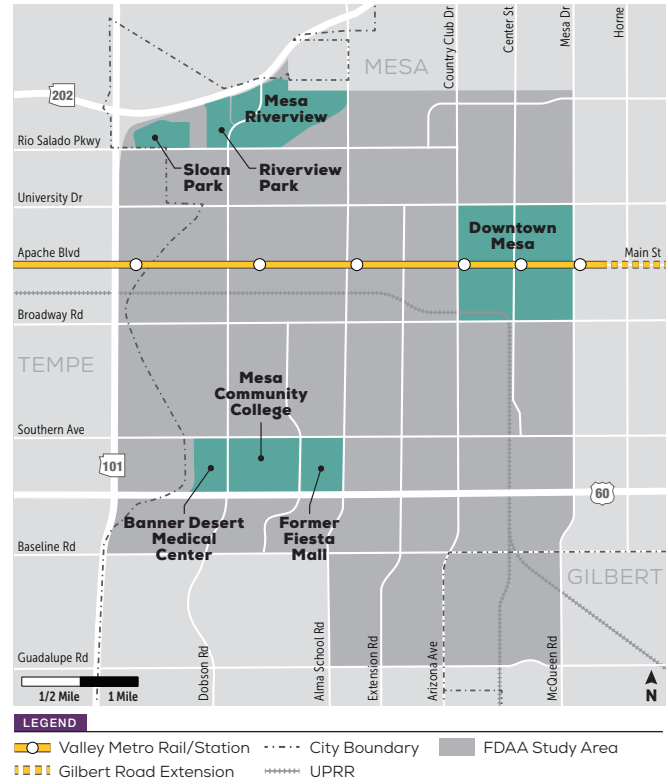 Country Club Dr
Center St
Mesa Dr
Horne
MESA
202
Mesa
Riverview
Rio Salado Pkwy
Sloan
Park
Riverview
Park
University Dr
Downtown
Mesa
Apache Blvd
Main St
Broadway Rd
TEMPE
Mesa
Community
College
Southern Ave
101
60
Banner Desert
Medical
Center
Former
Fiesta
Mall
Baseline Rd
GILBERT
Guadalupe Rd
Dobson Rd
Alma School Rd
Extension Rd
Arizona Ave
McQueen Rd
1/2 Mile
1 Mile
N
LEGEND
Valley Metro Rail/Station
City Boundary
FDAA Study Area
Gilbert Road Extension
UPRR